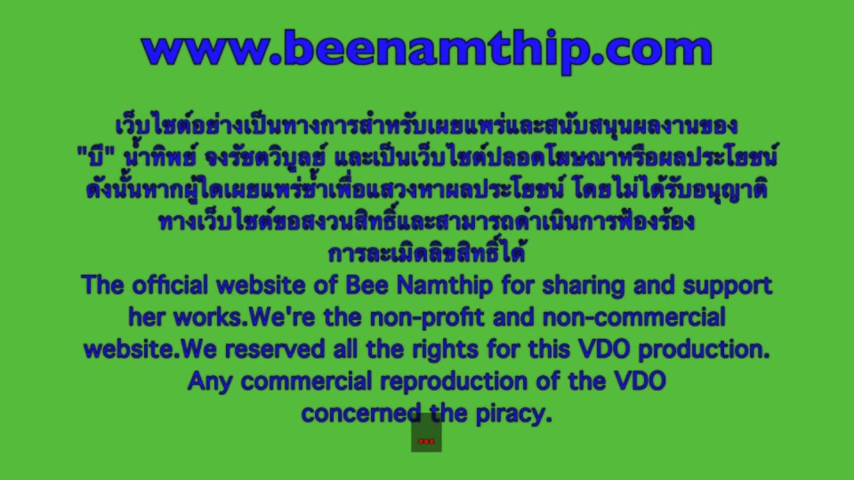 www.beenamthip.com
เว็บไซต์อย่างเป็นทางการสำหรับเผยแพร่และสนับสนุนผลงานของ
"บี" น้ำทิพย์ จงรัชตวิบูลย์ และเป็นเว็บไซต์ปลอดโฆษณาหรือผลประโยชน์
ดังนั้นหากผู้ใดเผยแพร่ซ้ำเพื่อแสวงหาผลประโยชน์ โดยไม่ได้รับอนุญาติ
ทางเว็บไซต์ขอสงวนสิทธิ์และสามารถดำเนินการฟ้องร้อง
การละเมิดลิขสิทธิ์ได้
The official website of Bee Namthip for sharing and support
her works.We're the non-profit and non-commercial
website.We reserved all the rights for this VDO production.
Any commercial reproduction of the VDO
concerned the piracy.
...